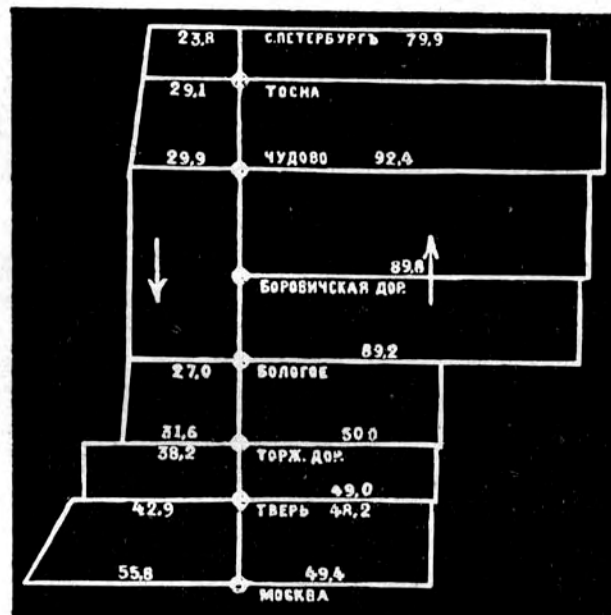 23,8 С.ПЕТЕРБУРГЪ 79,9
29,1 ТОСНА
29,9 ЧУДОВО 92,4
89,8
БОРОВИЧСКАЯ ДОР.
89,2
27,0 БОЛОГОЕ
31,6 50 0
38,2 ТОРЖ. ДОР.
49,0
42,9 ТВЕРЬ 48,2
55,8 49,4
МОСКВА